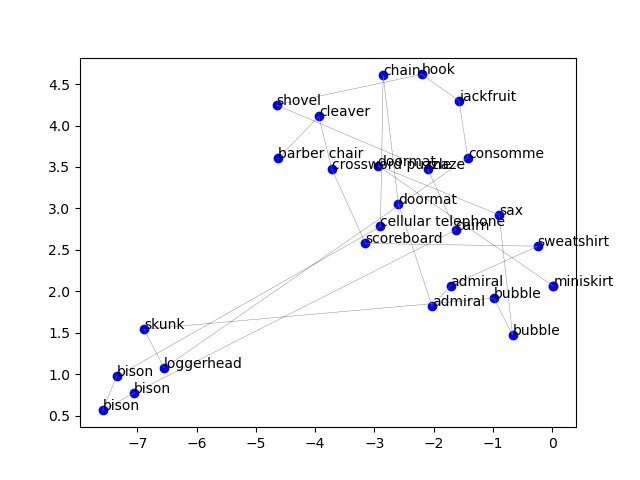 chain
hook
jackfruit
shovel
cleaver
barber chair
crossword puzzle
doormat
maze
consomme
doormat
sax
cellular telephone
cairn
scoreboard
sweatshirt
admiral
miniskirt
admiral
bubble
bubble
skunk
loggerhead
bison
bison
bison
4.5
4.0
3.5
3.0
2.5
2.0
1.5
1.0
0.5
−7
−6
−5
−4
−3
−2
−1
0